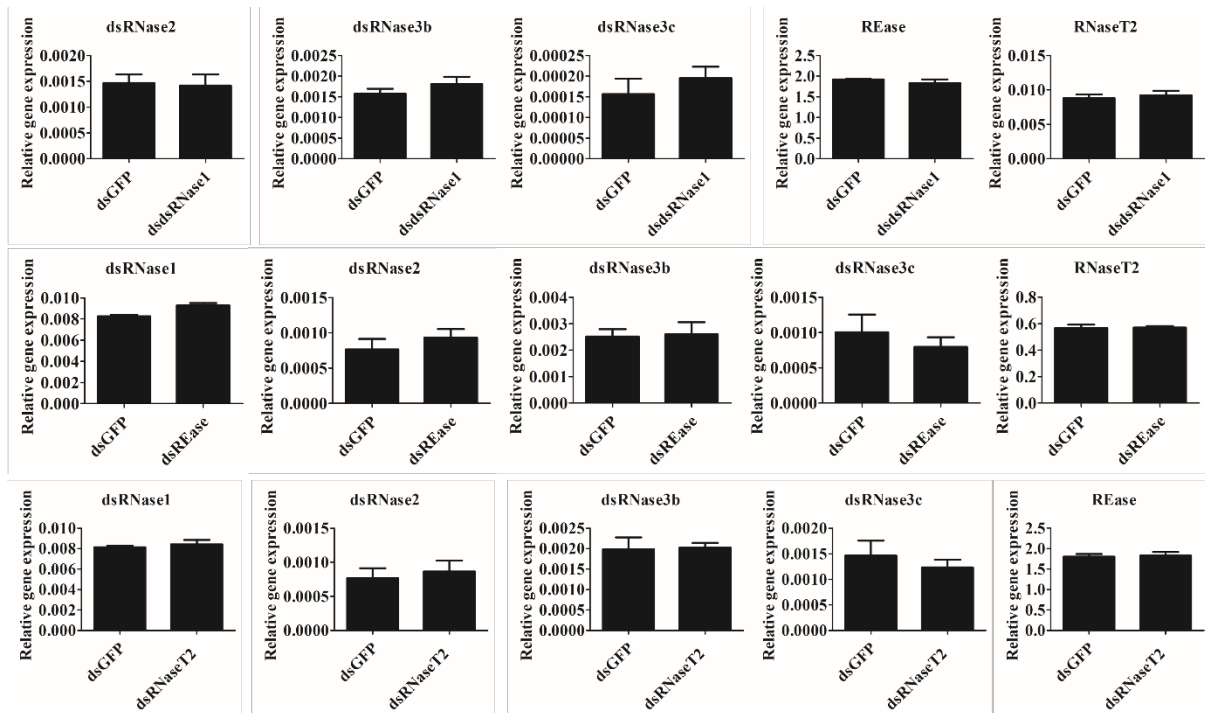 dsRNase2
Relative gene expression
0.0020
0.0015
0.0010
0.0005
0.0000
dsGFP
dsdsRNase1
dsRNase3b
Relative gene expression
0.0025
0.0020
0.0015
0.0010
0.0005
0.0000
dsGFP
dsdsRNase1
dsRNase3c
Relative gene expression
0.00025
0.00020
0.00015
0.00010
0.00005
0.00000
dsGFP
dsdsRNase1
REase
Relative gene expression
2.5
2.0
1.5
1.0
0.5
0.0
dsGFP
dsdsRNase1
RNaseT2
Relative gene expression
0.015
0.010
0.005
0.000
dsGFP
dsdsRNase1
dsRNase1
Relative gene expression
0.010
0.008
0.006
0.004
0.002
0.000
dsGFP
dsREase
dsRNase2
Relative gene expression
0.0015
0.0010
0.0005
0.0000
dsGFP
dsREase
dsRNase3b
Relative gene expression
0.004
0.003
0.002
0.001
0.000
dsGFP
dsREase
dsRNase3c
Relative gene expression
0.0015
0.0010
0.0005
0.0000
dsGFP
dsREase
RNaseT2
Relative gene expression
0.8
0.6
0.4
0.2
0.0
dsGFP
dsREase
dsRNase1
Relative gene expression
0.010
0.008
0.006
0.004
0.002
0.000
dsGFP
dsRNaseT2
dsRNase2
Relative gene expression
0.0015
0.0010
0.0005
0.0000
dsGFP
dsRNaseT2
dsRNase3b
Relative gene expression
0.0025
0.0020
0.0015
0.0010
0.0005
0.0000
dsGFP
dsRNaseT2
dsRNase3c
Relative gene expression
0.0020
0.0015
0.0010
0.0005
0.0000
dsGFP
dsRNaseT2
REase
Relative gene expression
2.5
2.0
1.5
1.0
0.5
0.0
dsGFP
dsRNaseT2